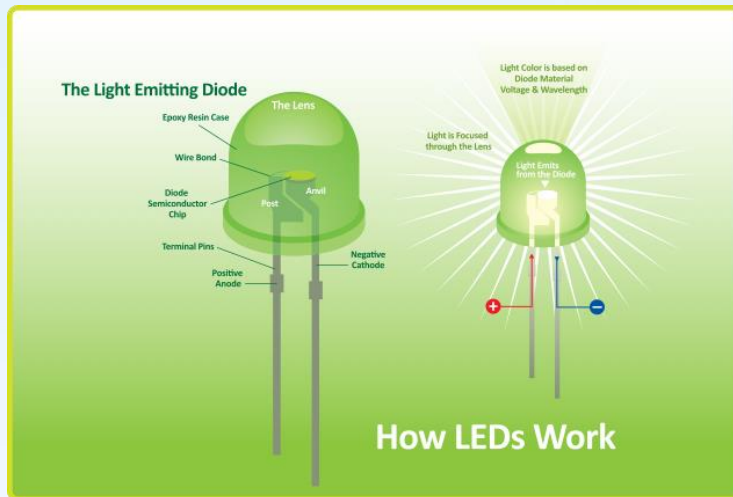 The Light Emitting Diode
The Lens
Epoxy Resin Case
Wire Bond
Diode
Semiconductor
Chip
Anvil
Post
Terminal Pins
Positive
Anode
Negative
Cathode
Light Color is based on
Diode Material
Voltage & Wavelength
Light is Focused
through the Lens
Light Emits
from the Diode
+
−
How LEDs Work